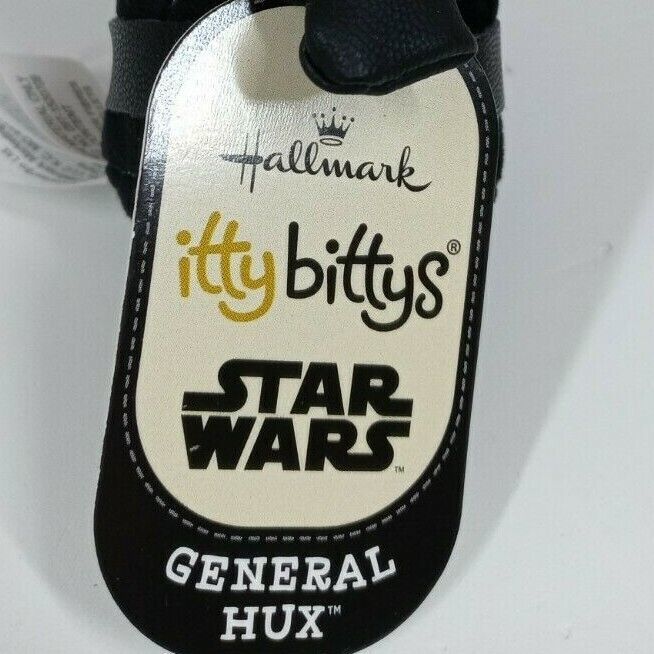 Hallmark
itty bittys®
STAR
WARS™
GENERAL
HUX™